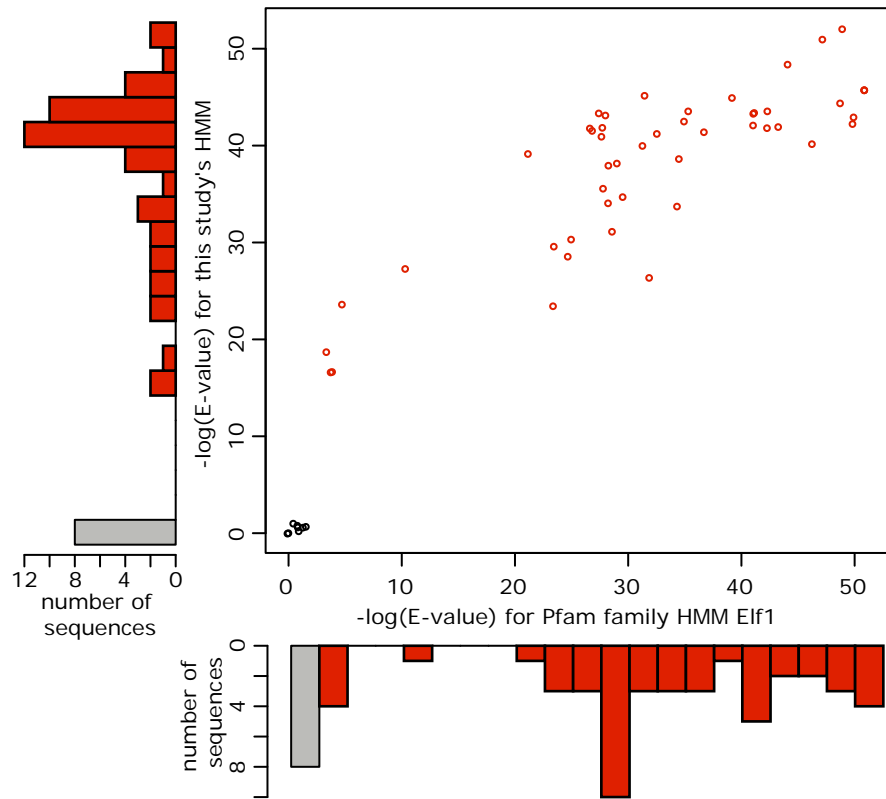 -log(E-value) for this study's HMM
50
40
30
20
10
0
12 8 4 0
number of
sequences
0 10 20 30 40 50
-log(E-value) for Pfam family HMM Elf1
number of
sequences
0
4
8